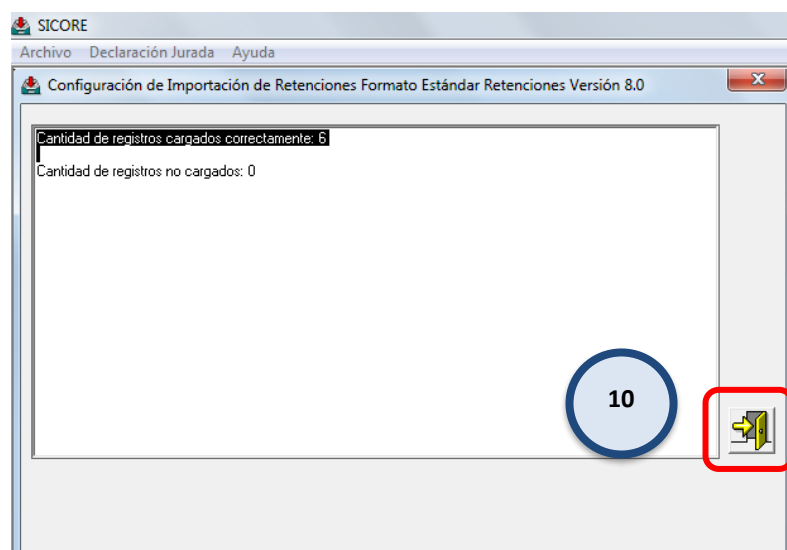 SICORE
Archivo Declaración Jurada Ayuda
Configuración de Importación de Retenciones Formato Estándar Retenciones Versión 8.0
Cantidad de registros cargados correctamente: 6
Cantidad de registros no cargados: 0
10